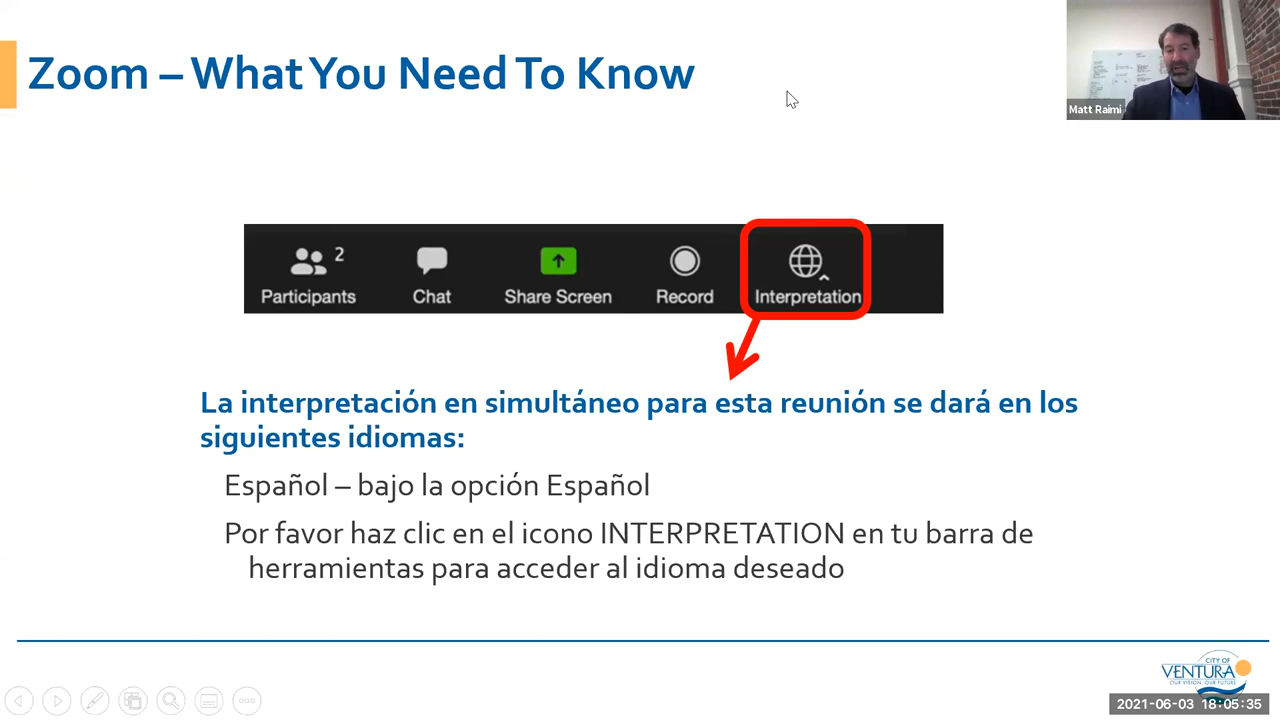 Zoom – What You Need To Know
Matt Raimi
2
Participants
Chat
Share Screen
Record
Interpretation
La interpretación en simultáneo para esta reunión se dará en los
siguientes idiomas:
Español – bajo la opción Español
Por favor haz clic en el icono INTERPRETATION en tu barra de
herramientas para acceder al idioma deseado
CITY OF
VENTURA
OUR VISION. OUR FUTURE
2021-06-03 18:05:35